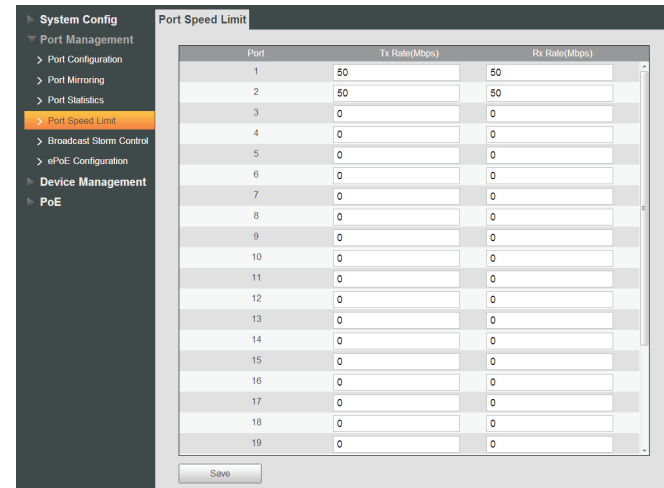 System Config
Port Management
Port Configuration
Port Mirroring
Port Statistics
Port Speed Limit
Broadcast Storm Control
ePoE Configuration
Device Management
PoE
Port Speed Limit
Port Tx Rate(Mbps) Rx Rate(Mbps)
1 50 50
2 50 50
3 0 0
4 0 0
5 0 0
6 0 0
7 0 0
8 0 0
9 0 0
10 0 0
11 0 0
12 0 0
13 0 0
14 0 0
15 0 0
16 0 0
17 0 0
18 0 0
19 0 0
Save